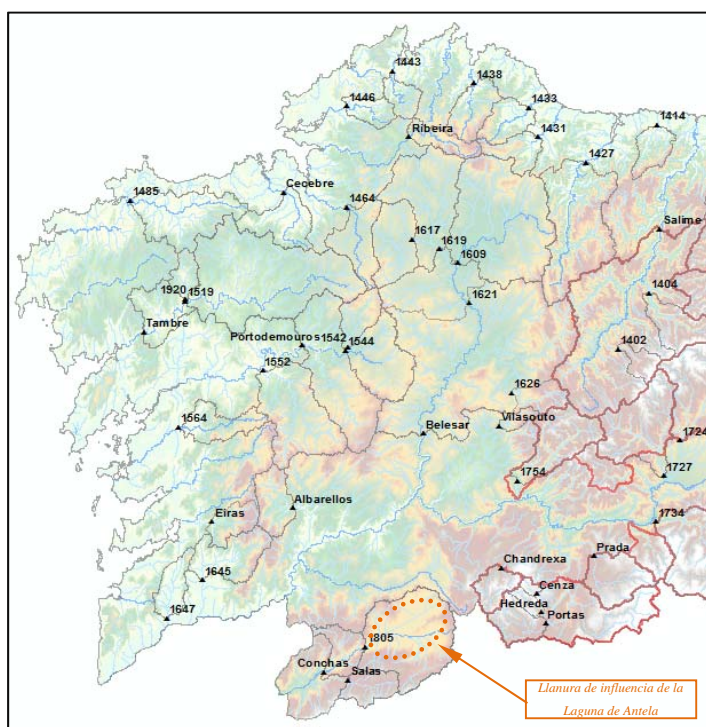 1443
1438
1446
1433
1414
Ribeira
1431
1427
Cecebre
1485
1464
Salime
1617
1619
1609
1404
1920
1519
1621
Tambre
Portodemouros
1542
1544
1402
1552
1626
1564
Belesar
Vilasouto
1724
1754
1727
Albarellos
Eiras
1734
Prada
Chandrexa
1645
Cenza
Hedreda
1647
Portas
1805
Conchas
Salas
Llanura de influencia de la
Laguna de Antela